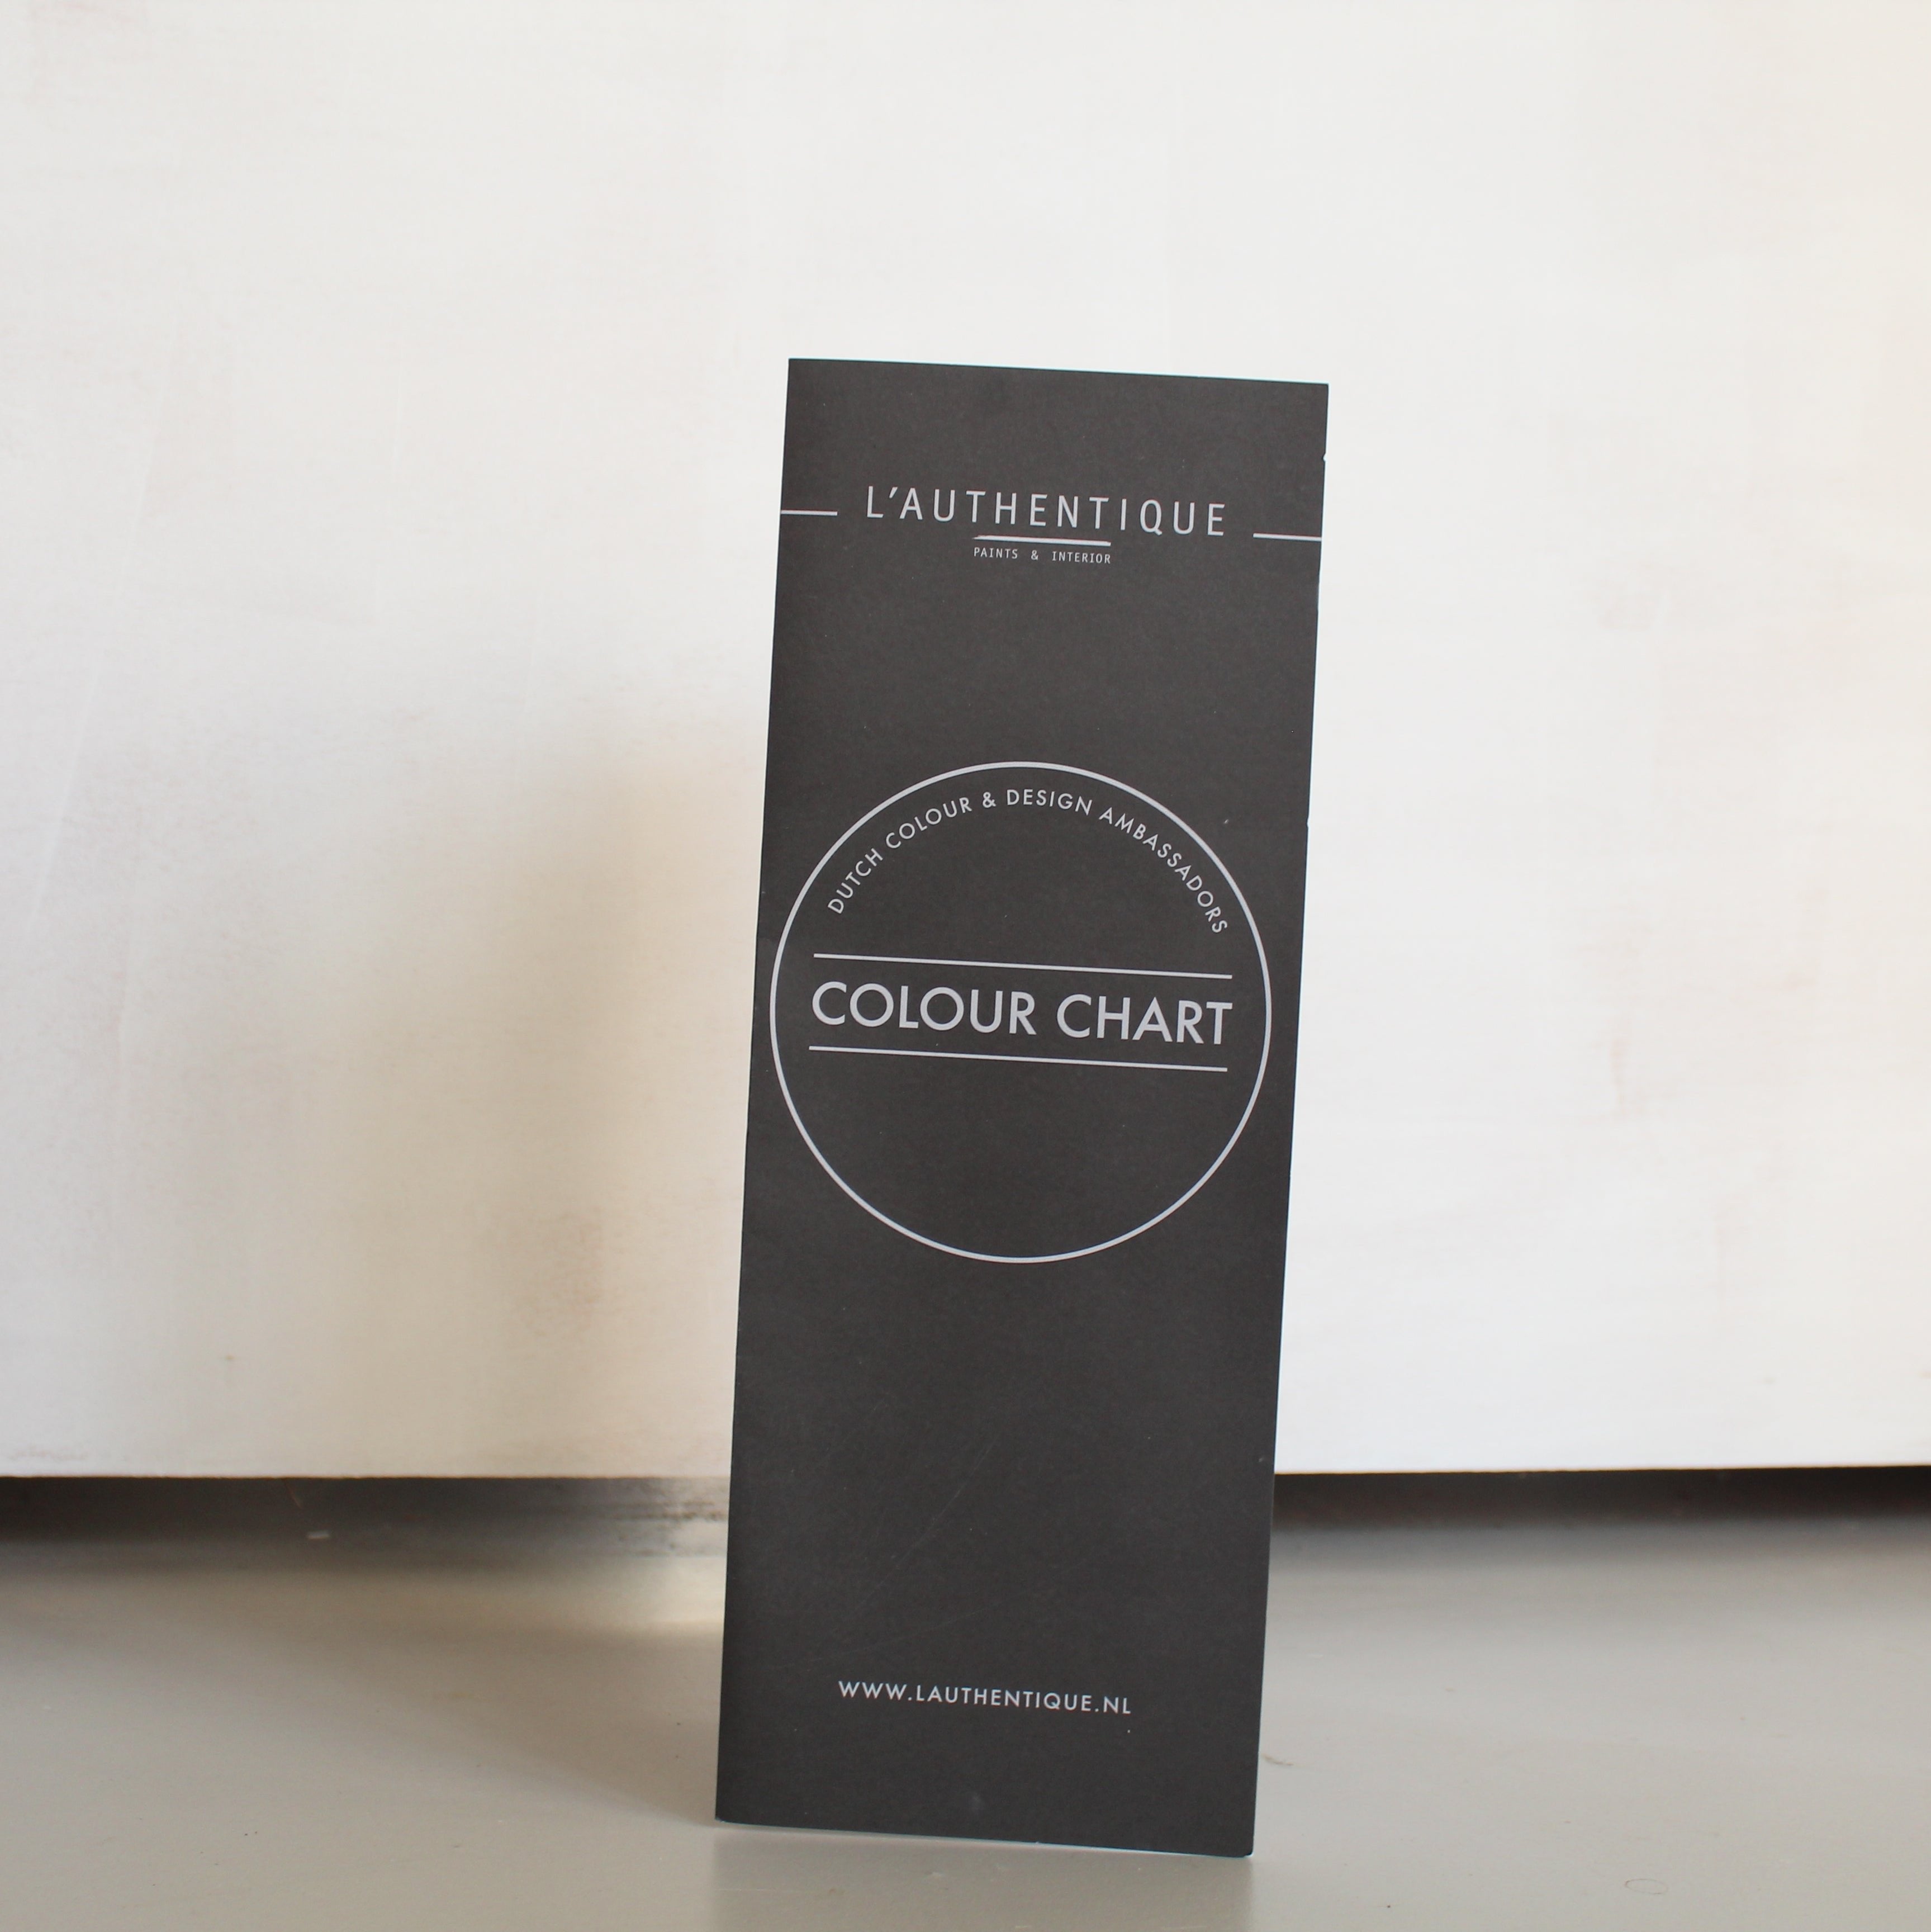 L'AUTHENTIQUE
PAINTS & INTERIOR
DUTCH COLOUR & DESIGN AMBASSADORS
COLOUR CHART
WWW.LAUTHENTIQUE.NL